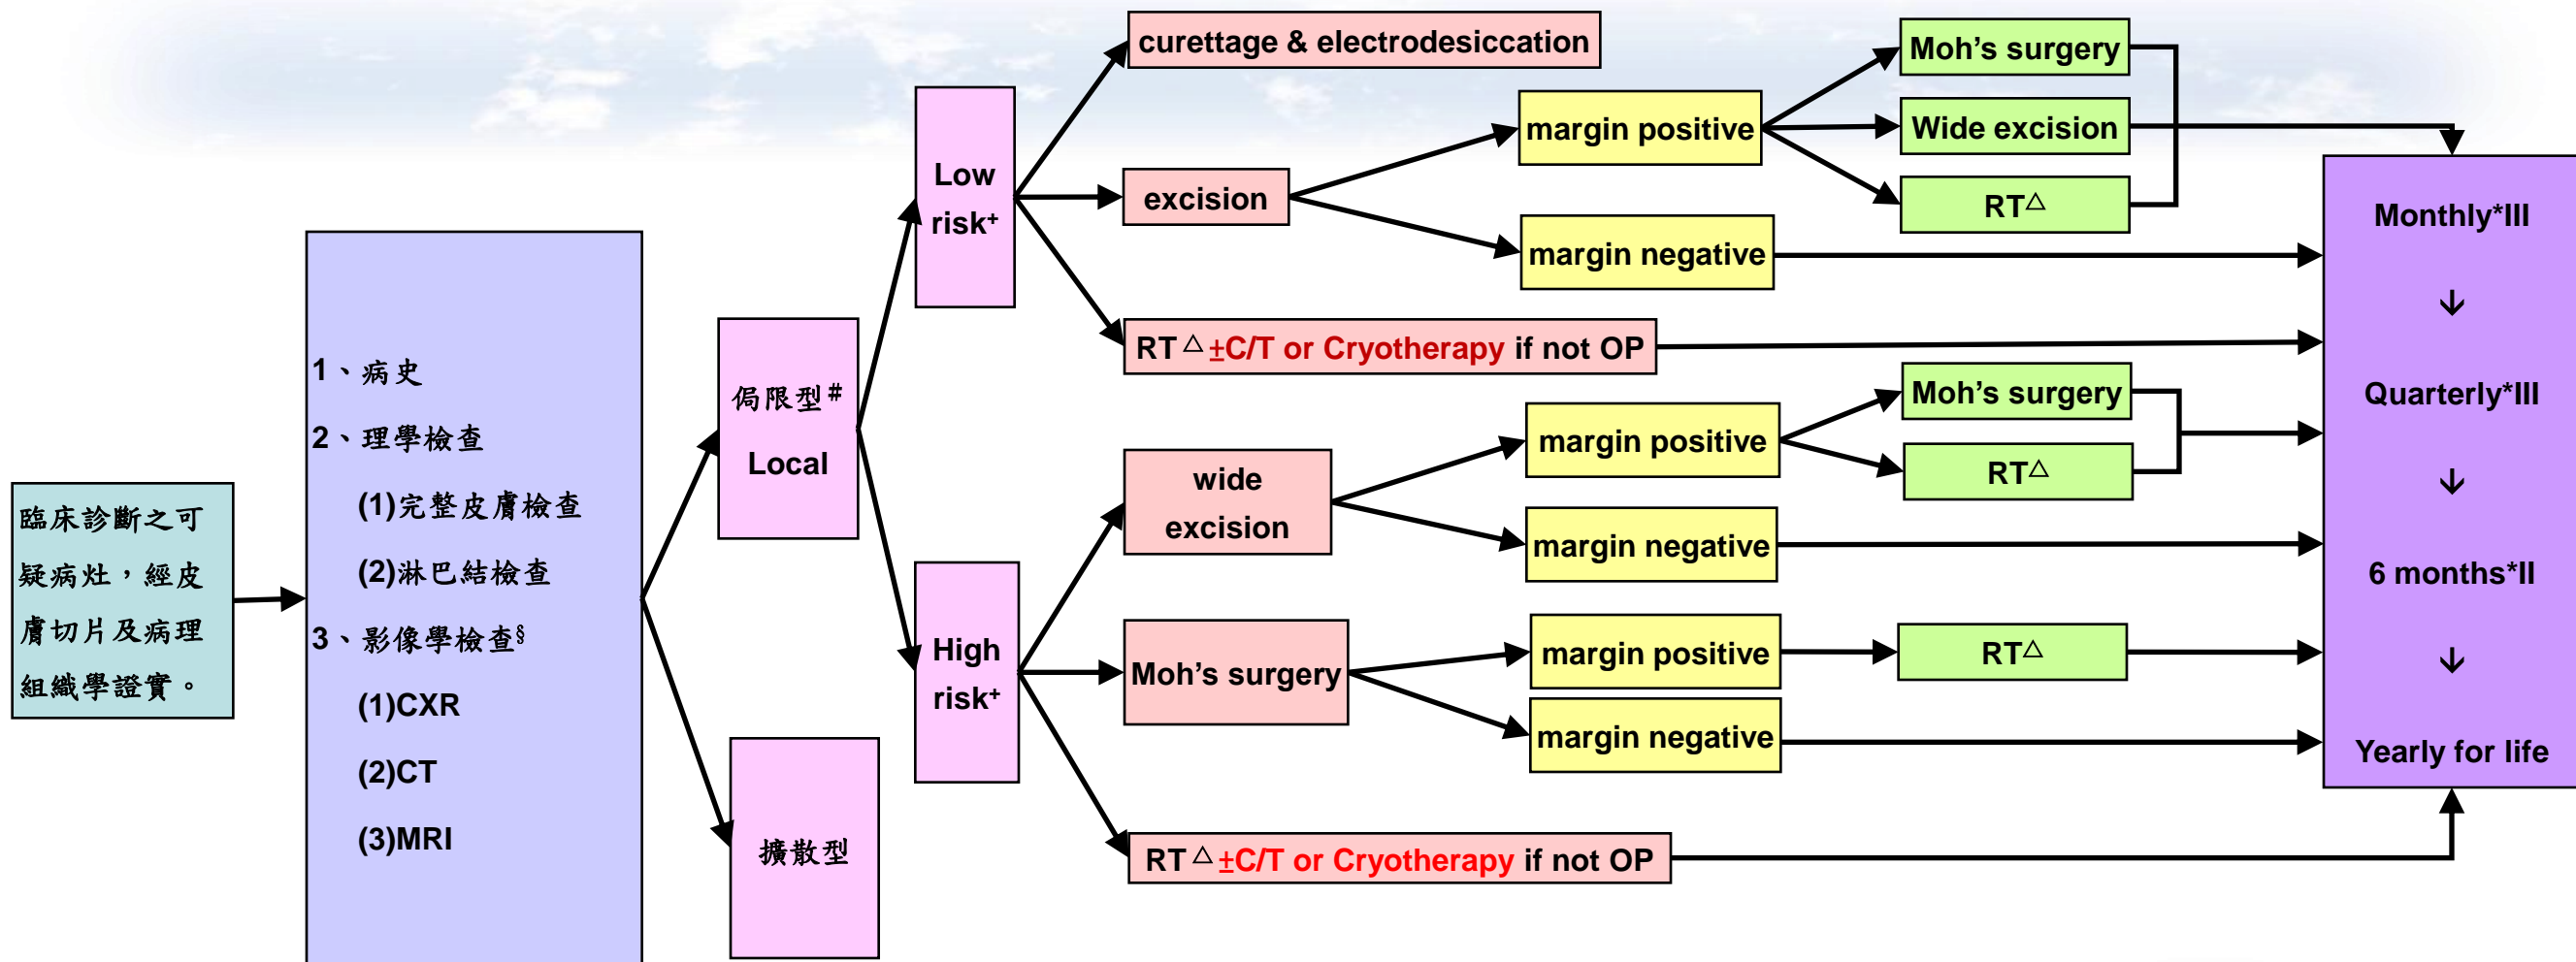 臨床診斷之可
疑病灶，經皮
膚切片及病理
組織學證實。
1、病史
2、理學檢查
(1)完整皮膚檢查
(2)淋巴結檢查
3、影像學檢查§
(1)CXR
(2)CT
(3)MRI
侷限型#
Local
擴散型
Low
risk+
High
risk+
curettage & electrodesiccation
excision
margin positive
Moh's surgery
Wide excision
RT△
margin negative
RT△±C/T or Cryotherapy if not OP
wide
excision
margin positive
Moh's surgery
RT△
margin negative
Moh's surgery
margin positive
RT△
margin negative
RT△±C/T or Cryotherapy if not OP
Monthly*III
↓
Quarterly*III
↓
6 months*II
↓
Yearly for life